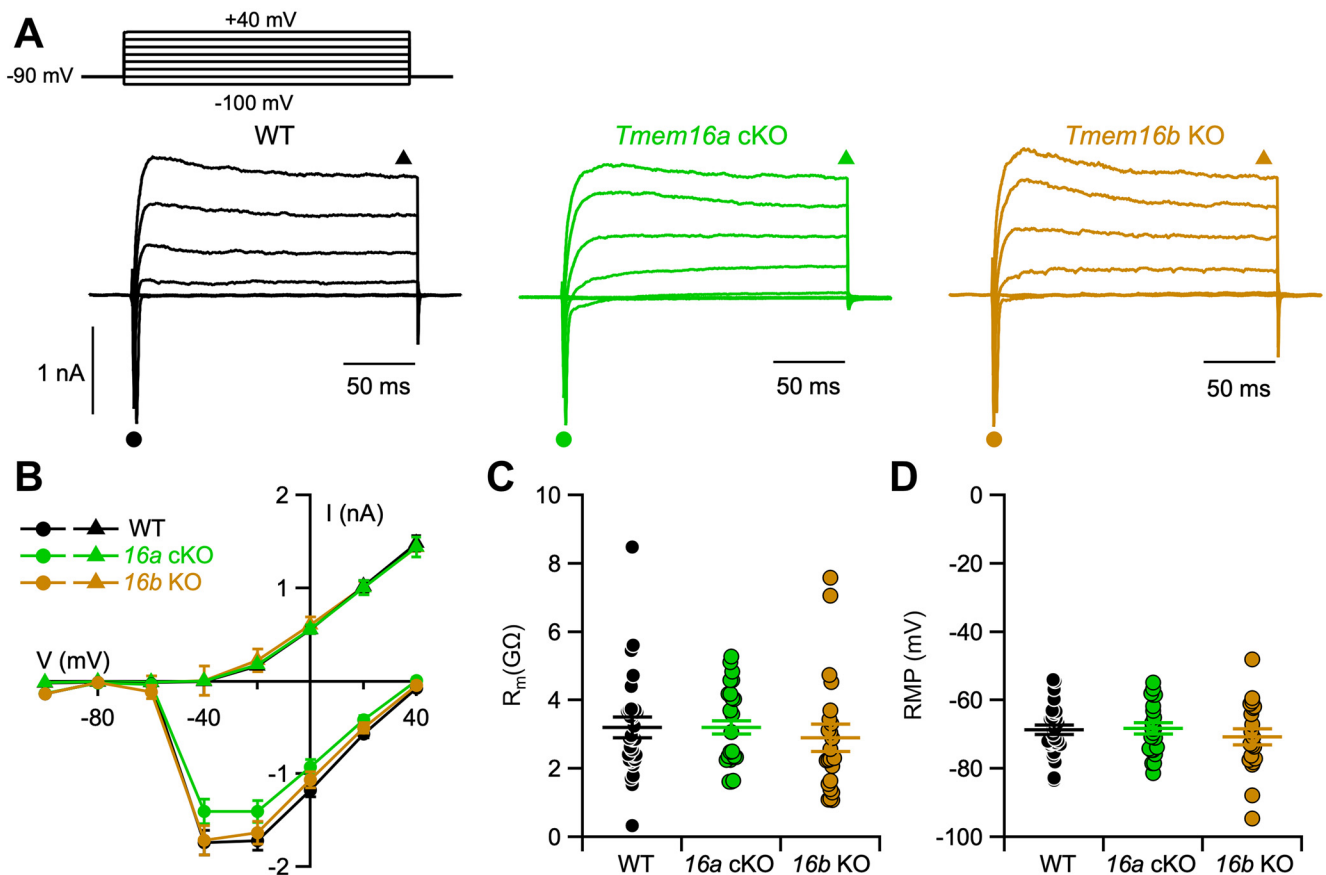 A
+40 mV
-90 mV
-100 mV
WT
Tmem16a cKO
Tmem16b KO
1 nA
50 ms
50 ms
50 ms
B
2
I (nA)
WT
16a cKO
16b KO
1
V (mV)
-80
-40
40
-1
-2
C
10
8
6
4
2
0
Rm(GΩ)
WT
16a cKO
16b KO
D
0
-20
-40
-60
-80
-100
RMP (mV)
WT
16a cKO
16b KO